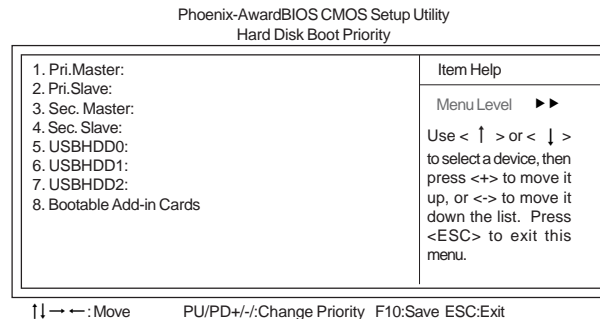 Phoenix-AwardBIOS CMOS Setup Utility
Hard Disk Boot Priority
1. Pri.Master:
2. Pri.Slave:
3. Sec. Master:
4. Sec. Slave:
5. USBHDD0:
6. USBHDD1:
7. USBHDD2:
8. Bootable Add-in Cards
Item Help
Menu Level ►►
Use < ↑ > or < ↓ >
to select a device, then
press <+> to move it
up, or <-> to move it
down the list. Press
<ESC> to exit this
menu.
↑↓→←: Move PU/PD+/-/:Change Priority F10:Save ESC:Exit